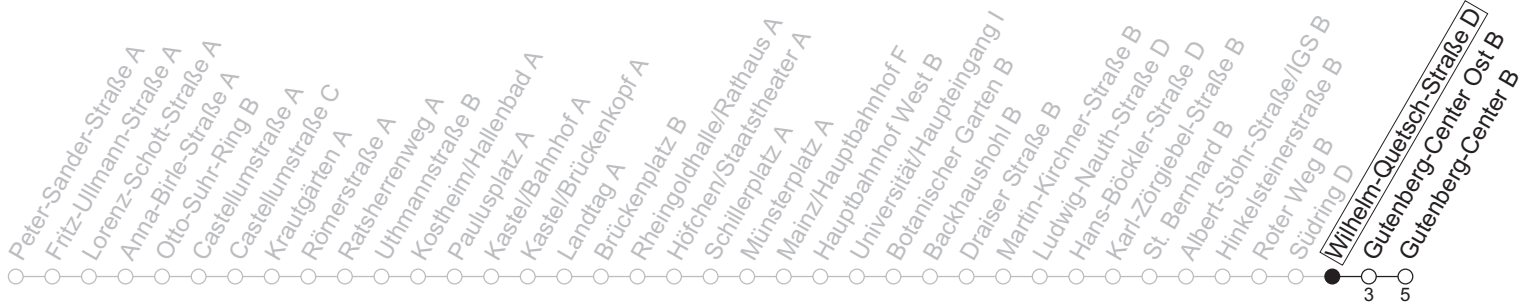 Peter-Sander-Straße A
Fritz-Ullmann-Straße A
Lorenz-Schott-Straße A
Anna-Birle-Straße A
Otto-Suhr-Ring B
Castellumstraße A
Castellumstraße C
Krautgärten A
Römerstraße A
Ratsherrenweg A
Uthmannstraße B
Kostheim/Hallenbad A
Paulusplatz A
Kastel/Bahnhof A
Kastel/Brückenkopf A
Landtag A
Brückenplatz B
Rheingoldhalle/Rathaus A
Höfchen/Staatstheater A
Schillerplatz A
Münsterplatz A
Mainz/Hauptbahnhof F
Hauptbahnhof West B
Universität/Haupteingang I
Botanischer Garten B
Backhaushohl B
Draiser Straße B
Martin-Kirchner-Straße B
Ludwig-Nauth-Straße D
Hans-Böckler-Straße D
Karl-Zörgiebel-Straße B
St. Bernhard B
Albert-Stohr-Straße/IGS B
Hinkelsteinerstraße B
Roter Weg B
Südring D
Wilhelm-Quetsch-Straße D
Gutenberg-Center Ost B
Gutenberg-Center B
3
5